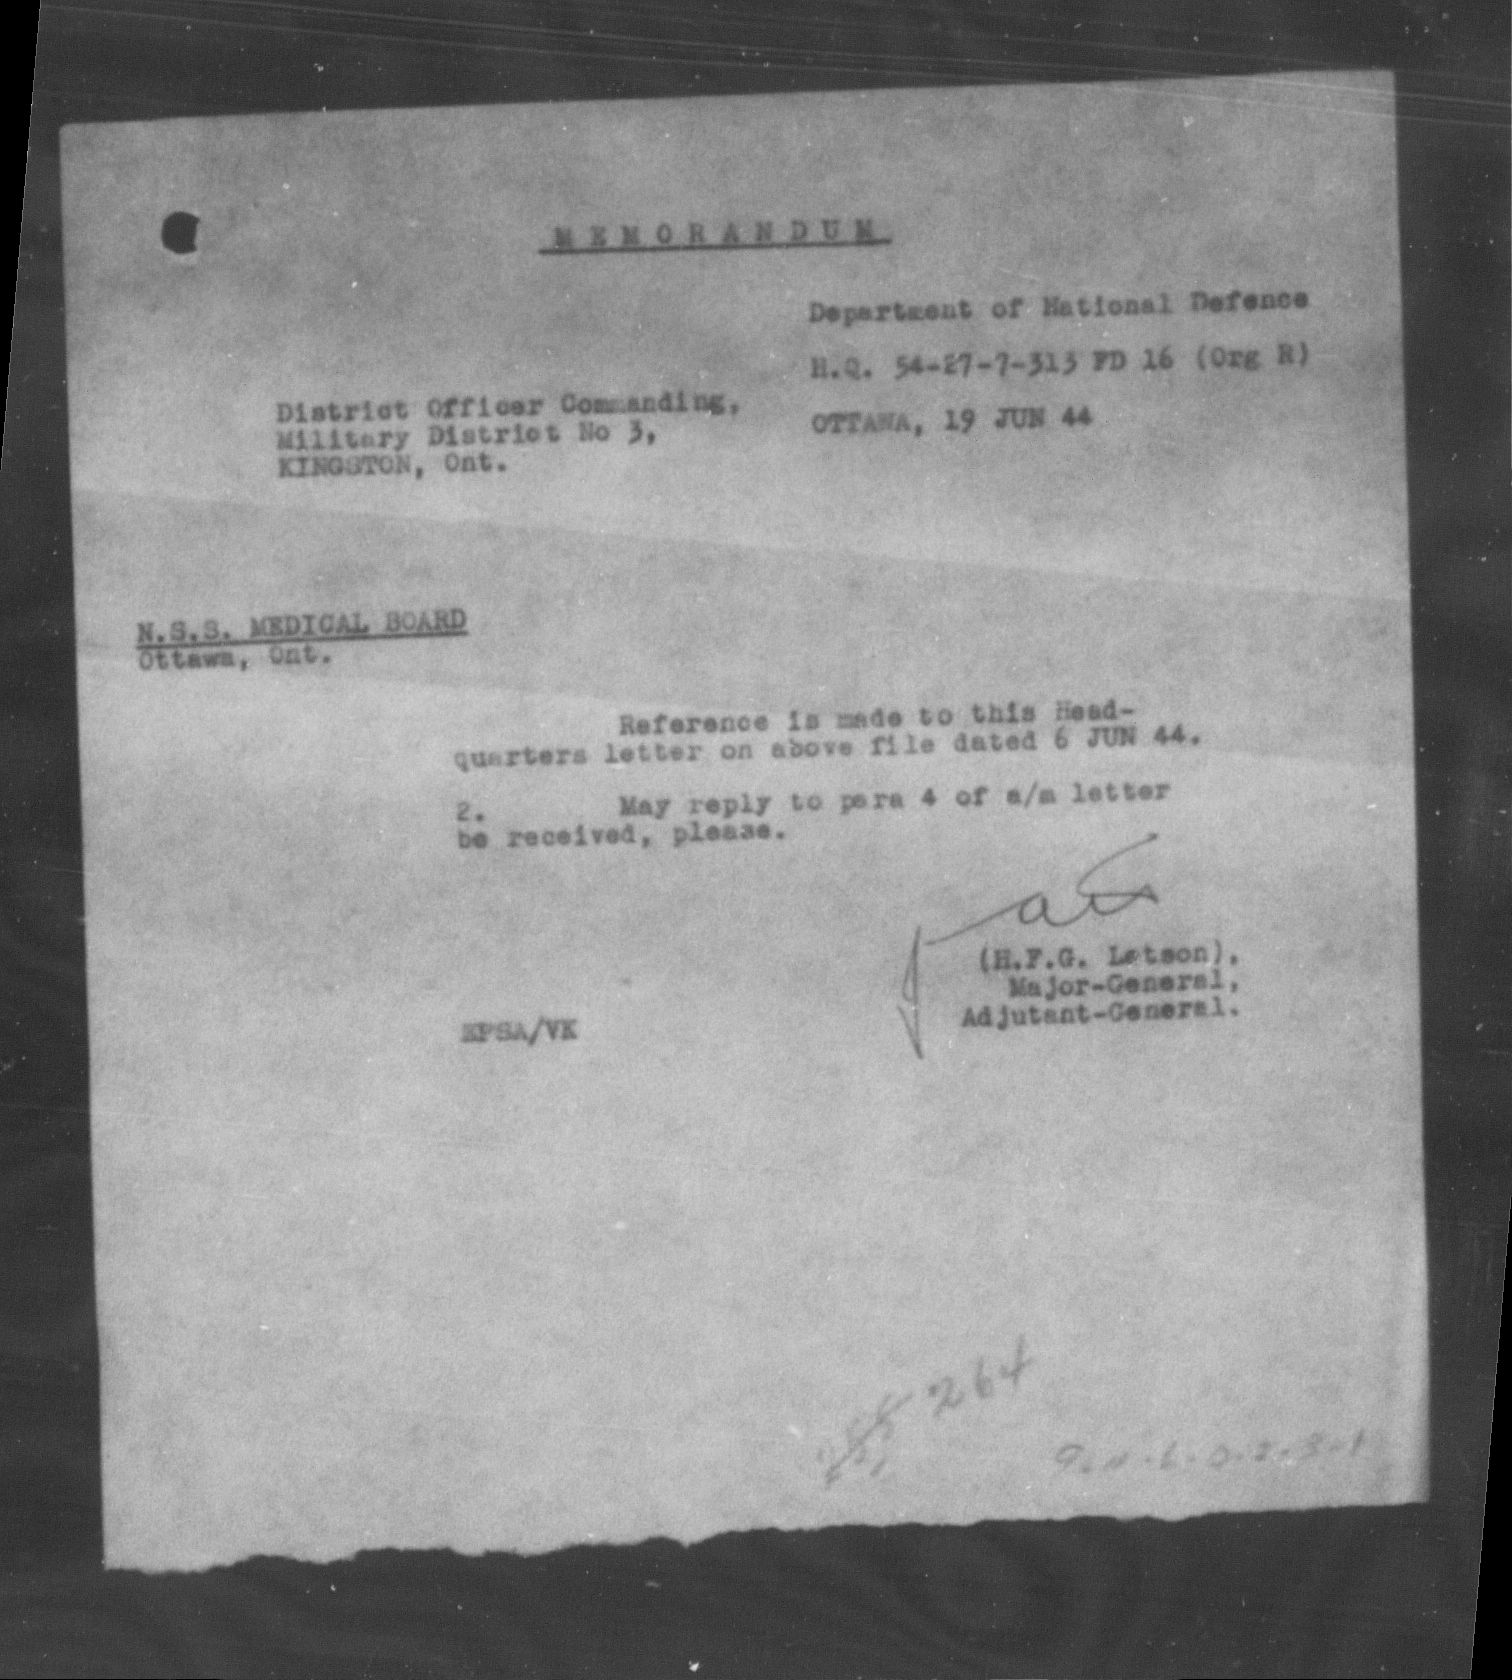 MEMORANDUM
Department of National Defence
H.Q. 54-27-7-313 FD 16 (Org R)
OTTAWA, 19 JUN 44
District Officer Commanding,
Military District No 3,
KINGSTON, Ont.
N.S.S. MEDICAL BOARD
Ottawa, Ont.
Reference is made to this Head-
quarters letter on above file dated 6 JUN 44.
2. May reply to para 4 of a/m letter
be received, please.
(H.F.G. Letson),
Major-General,
Adjutant-General.
EPSA/VK
264